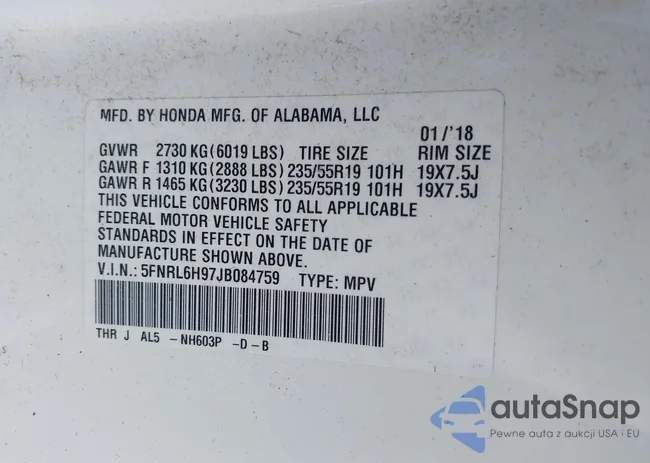 MFD. BY HONDA MFG. OF ALABAMA, LLC
01/'18
GVWR 2730 KG(6019 LBS) TIRE SIZE RIM SIZE
GAWR F 1310 KG(2888 LBS) 235/55R19 101H 19X7.5J
GAWR R 1465 KG(3230 LBS) 235/55R19 101H 19X7.5J
THIS VEHICLE CONFORMS TO ALL APPLICABLE
FEDERAL MOTOR VEHICLE SAFETY
STANDARDS IN EFFECT ON THE DATE OF
MANUFACTURE SHOWN ABOVE.
V.I.N.: 5FNRL6H97JB084759 TYPE: MPV
THR J AL5 -NH603P -D-B
autaSnap
Pewne auta z aukcji USA i EU